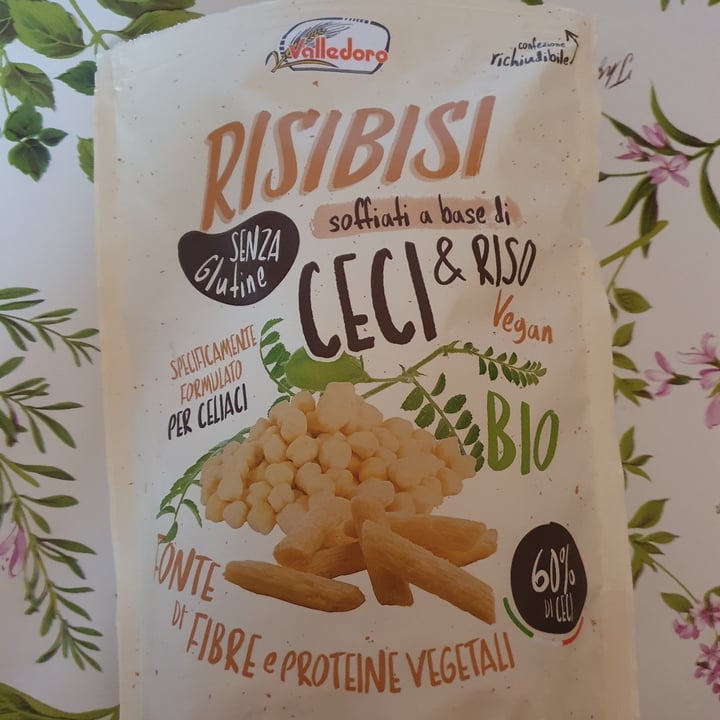 Valledoro
confezione
richiudibile
RISIBISI
soffiati a base di
SENZA
Glutine
CECI & RISO
Vegan
SPECIFICAMENTE
FORMULATO
PER CELIACI
BIO
60%
DI CECI
FONTE
DI FIBRE e PROTEINE VEGETALI